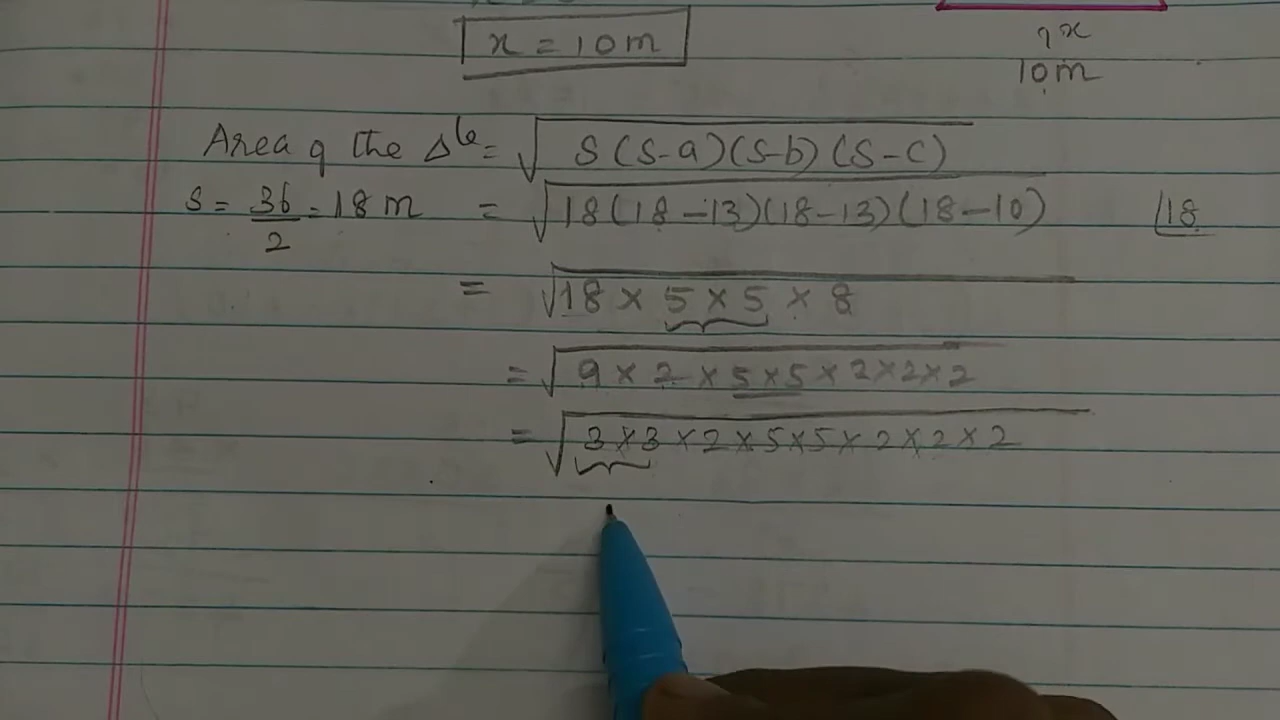 x = 10m
x
10m
Area of the Δle = √S(S-a)(S-b)(S-c)
S = 36/2 = 18 m = √18(18-13)(18-13)(18-10)
18
= √18 × 5 × 5 × 8
= √9 × 2 × 5 × 5 × 2 × 2 × 2
= √3 × 3 × 2 × 5 × 5 × 2 × 2 × 2